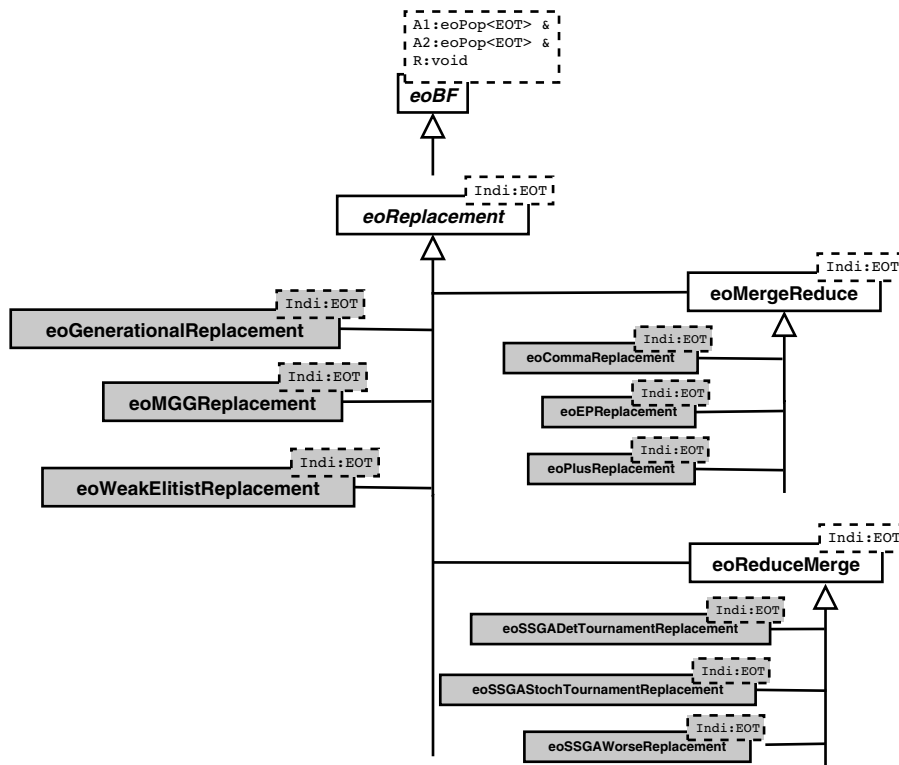 A1:eoPop<EOT> &
A2:eoPop<EOT> &
R:void
eoBF
Indi:EOT
eoReplacement
Indi:EOT
eoMergeReduce
Indi:EOT
eoGenerationalReplacement
Indi:EOT
eoCommaReplacement
Indi:EOT
eoMGGReplacement
Indi:EOT
eoEPReplacement
Indi:EOT
eoPlusReplacement
Indi:EOT
eoWeakElitistReplacement
Indi:EOT
eoReduceMerge
Indi:EOT
eoSSGADetTournamentReplacement
Indi:EOT
eoSSGAStochTournamentReplacement
Indi:EOT
eoSSGAWorseReplacement